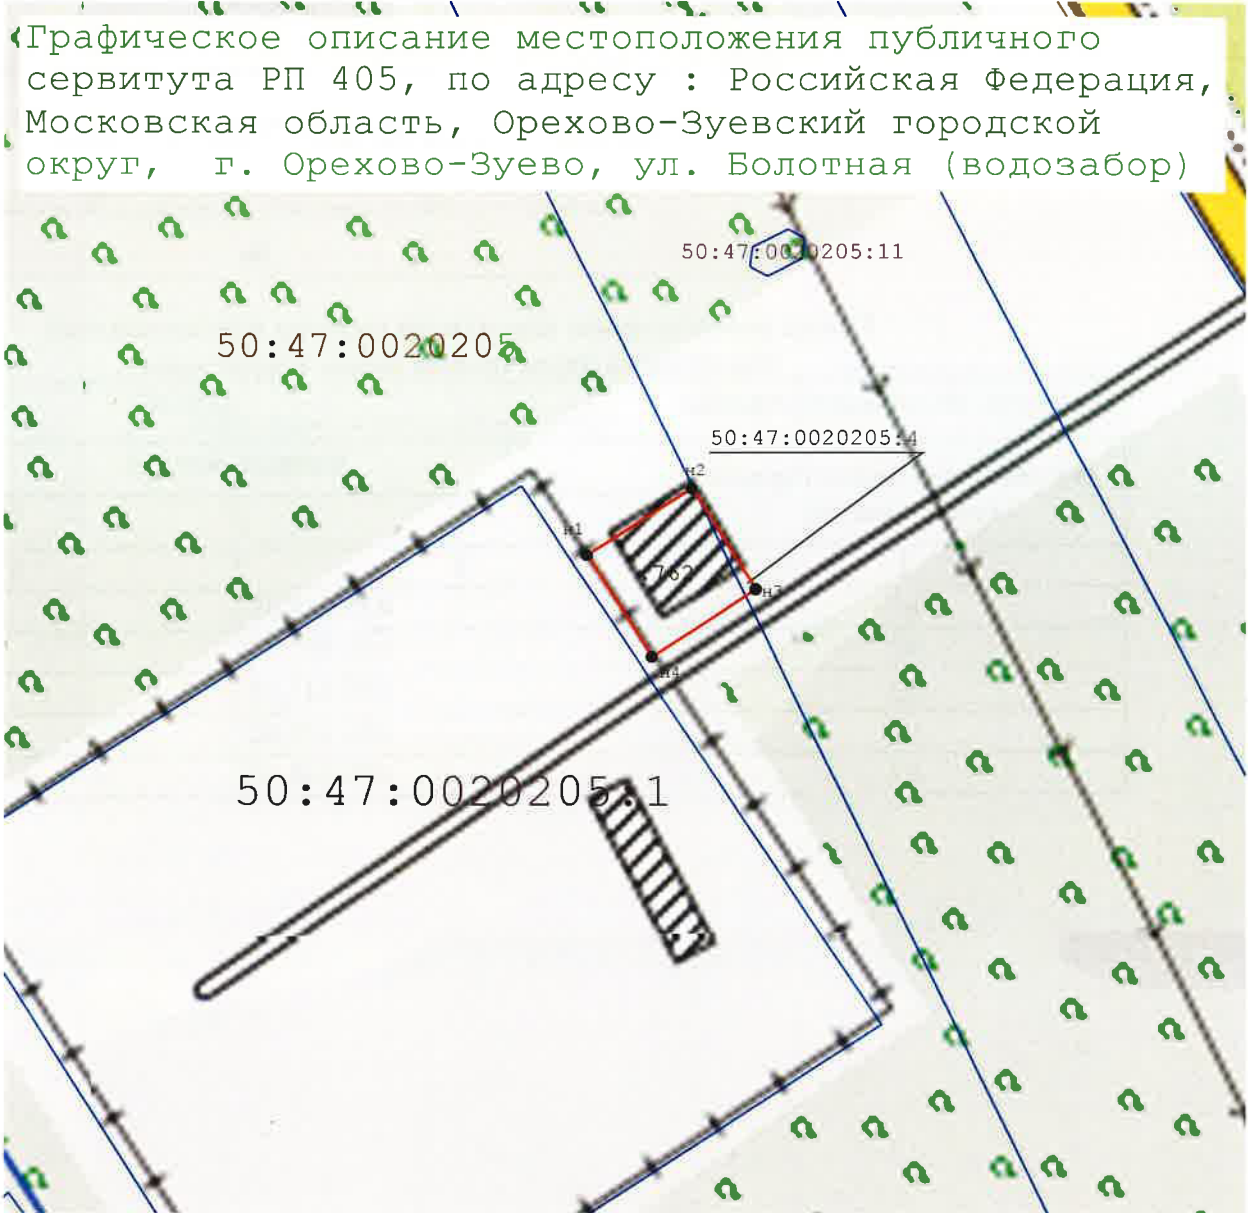 Графическое описание местоположения публичного
сервитута РП 405, по адресу : Российская Федерация,
Московская область, Орехово-Зуевский городской
округ, г. Орехово-Зуево, ул. Болотная (водозабор)
50:47:0020205:11
50:47:0020205
50:47:0020205:4
н2
н1
:762
н3
н4
50:47:0020205:1